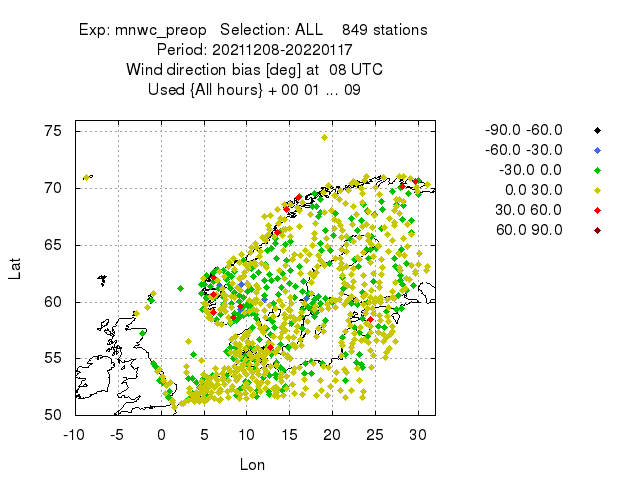 Exp: mnwc_preop   Selection: ALL    849 stations
Period: 20211208-20220117
Wind direction bias [deg] at  08 UTC
Used {All hours} + 00 01 ... 09
75
70
65
60
55
50
Lat
-10 -5 0 5 10 15 20 25 30
Lon
-90.0 -60.0
-60.0 -30.0
-30.0 0.0
0.0 30.0
30.0 60.0
60.0 90.0